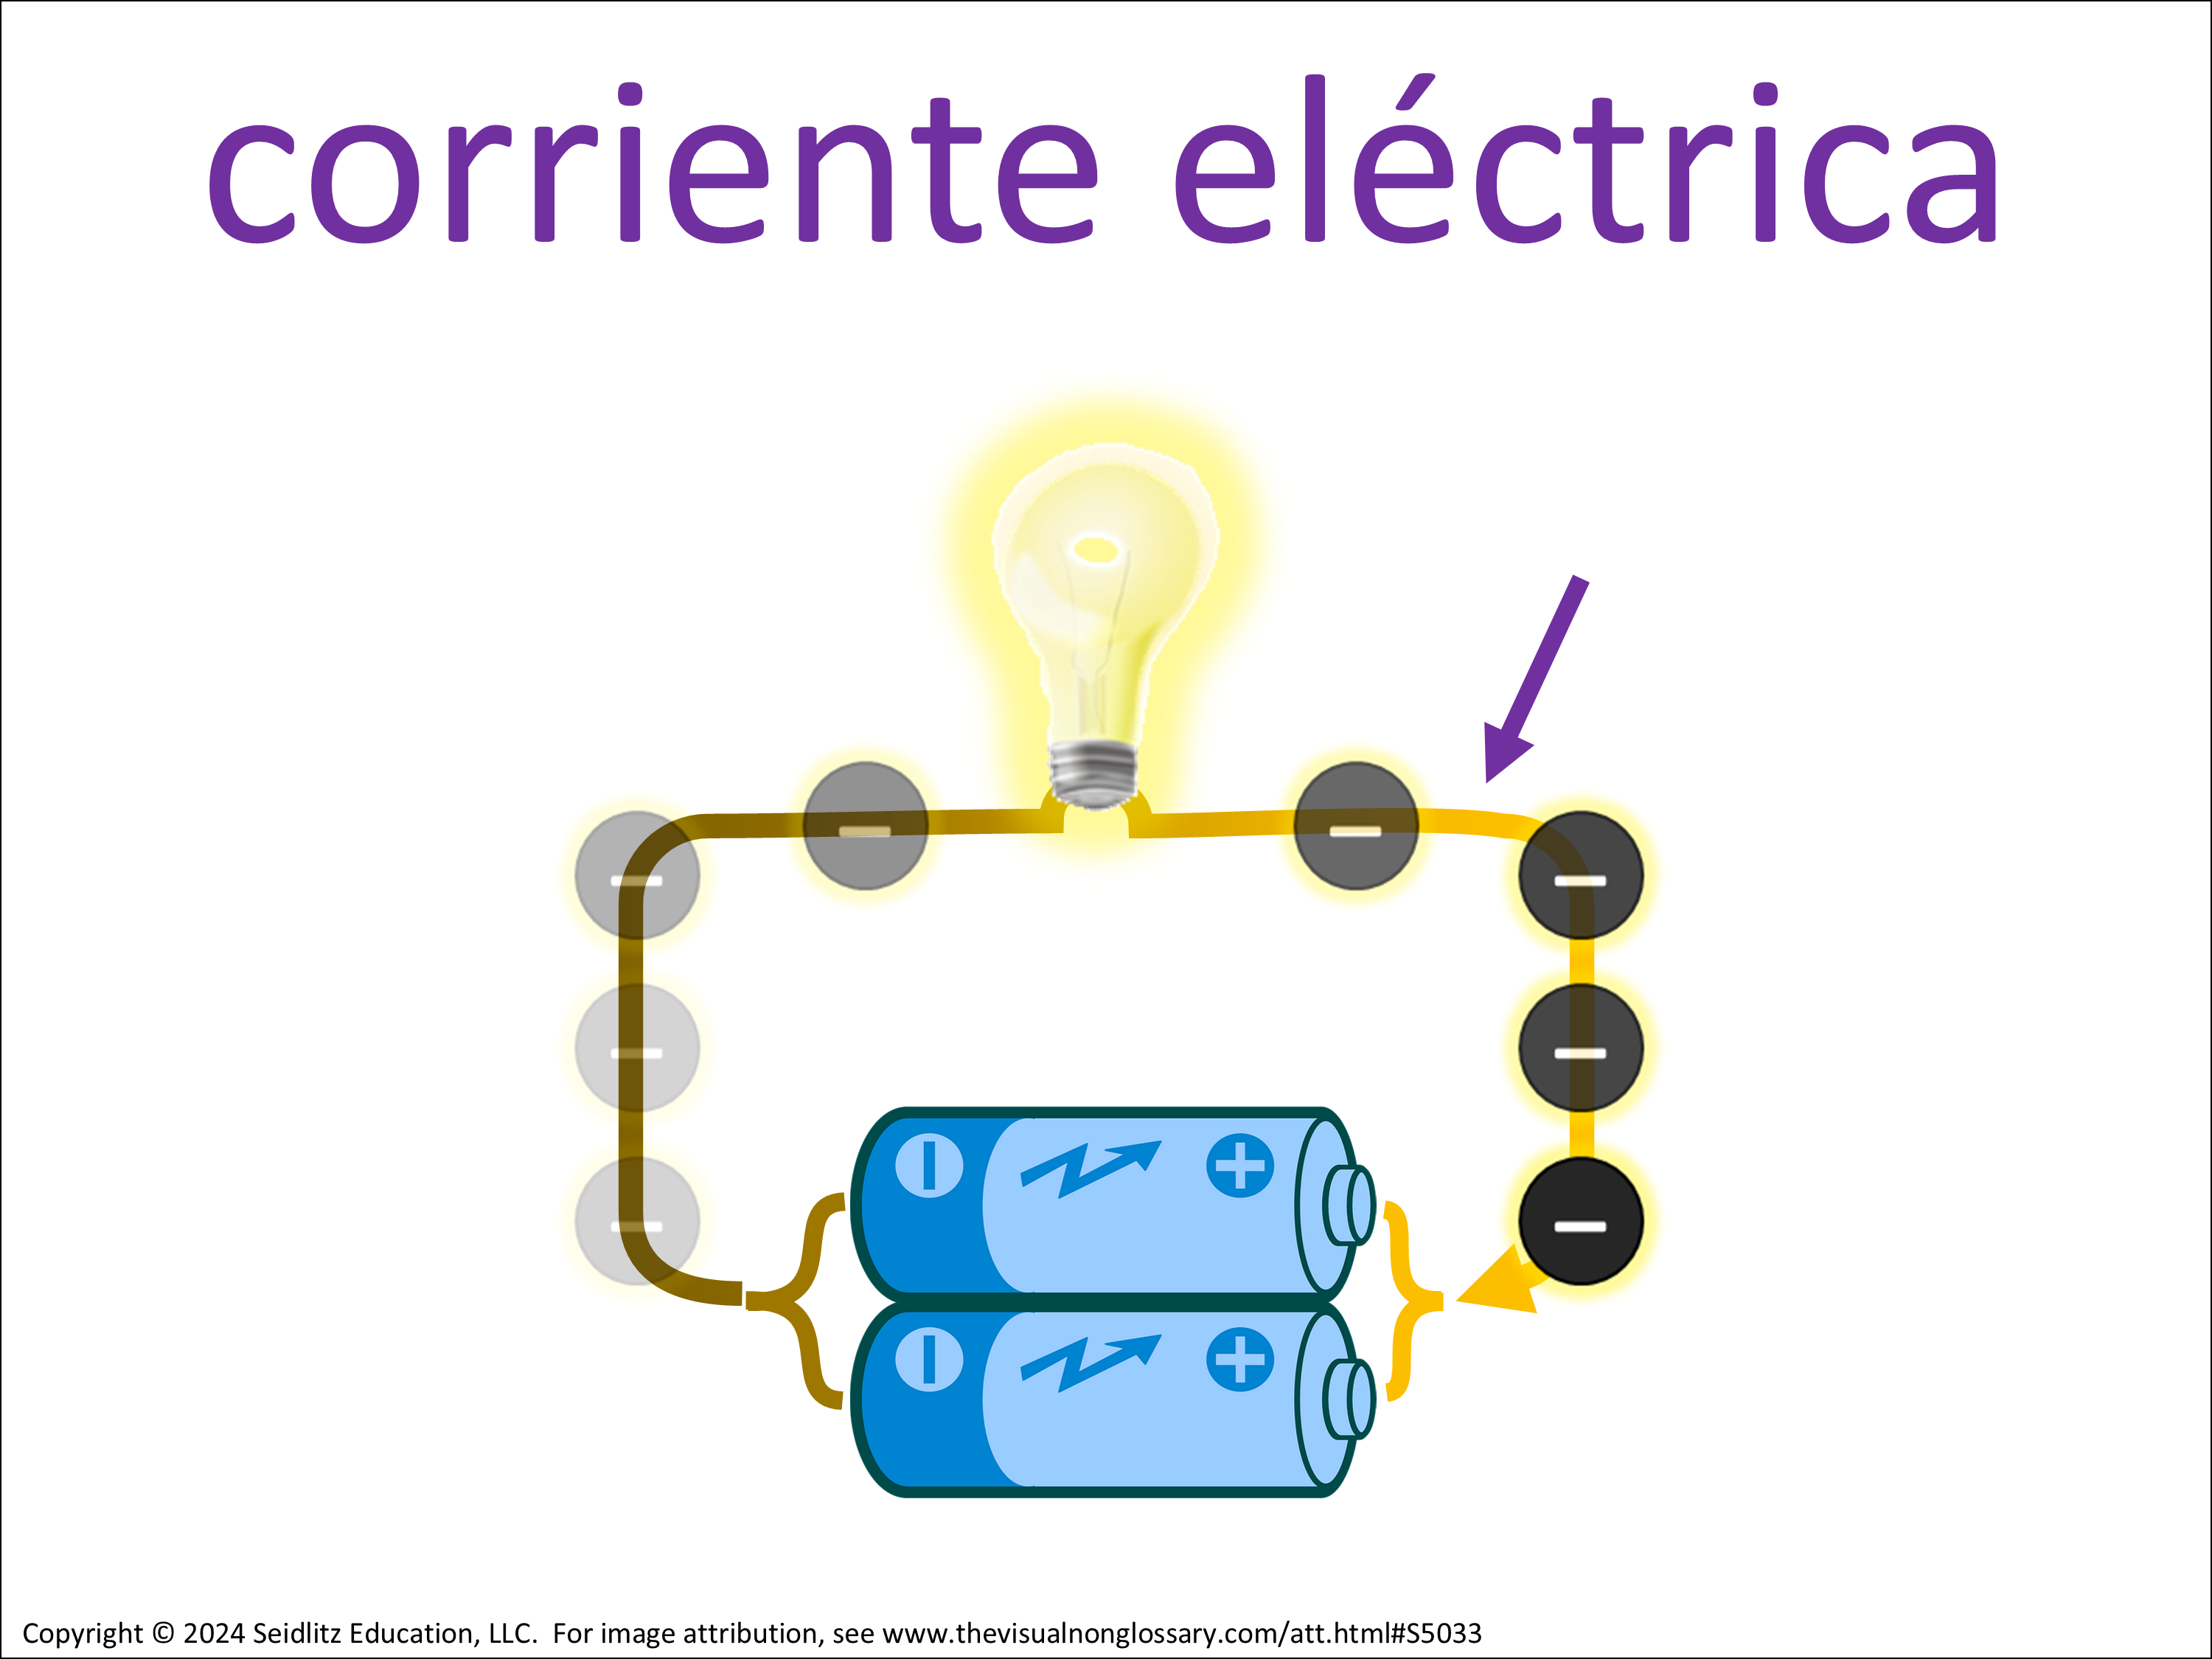 corriente eléctrica
Copyright © 2024 Seidlitz Education, LLC.  For image attribution, see www.thevisualnonglossary.com/att.html#S5033